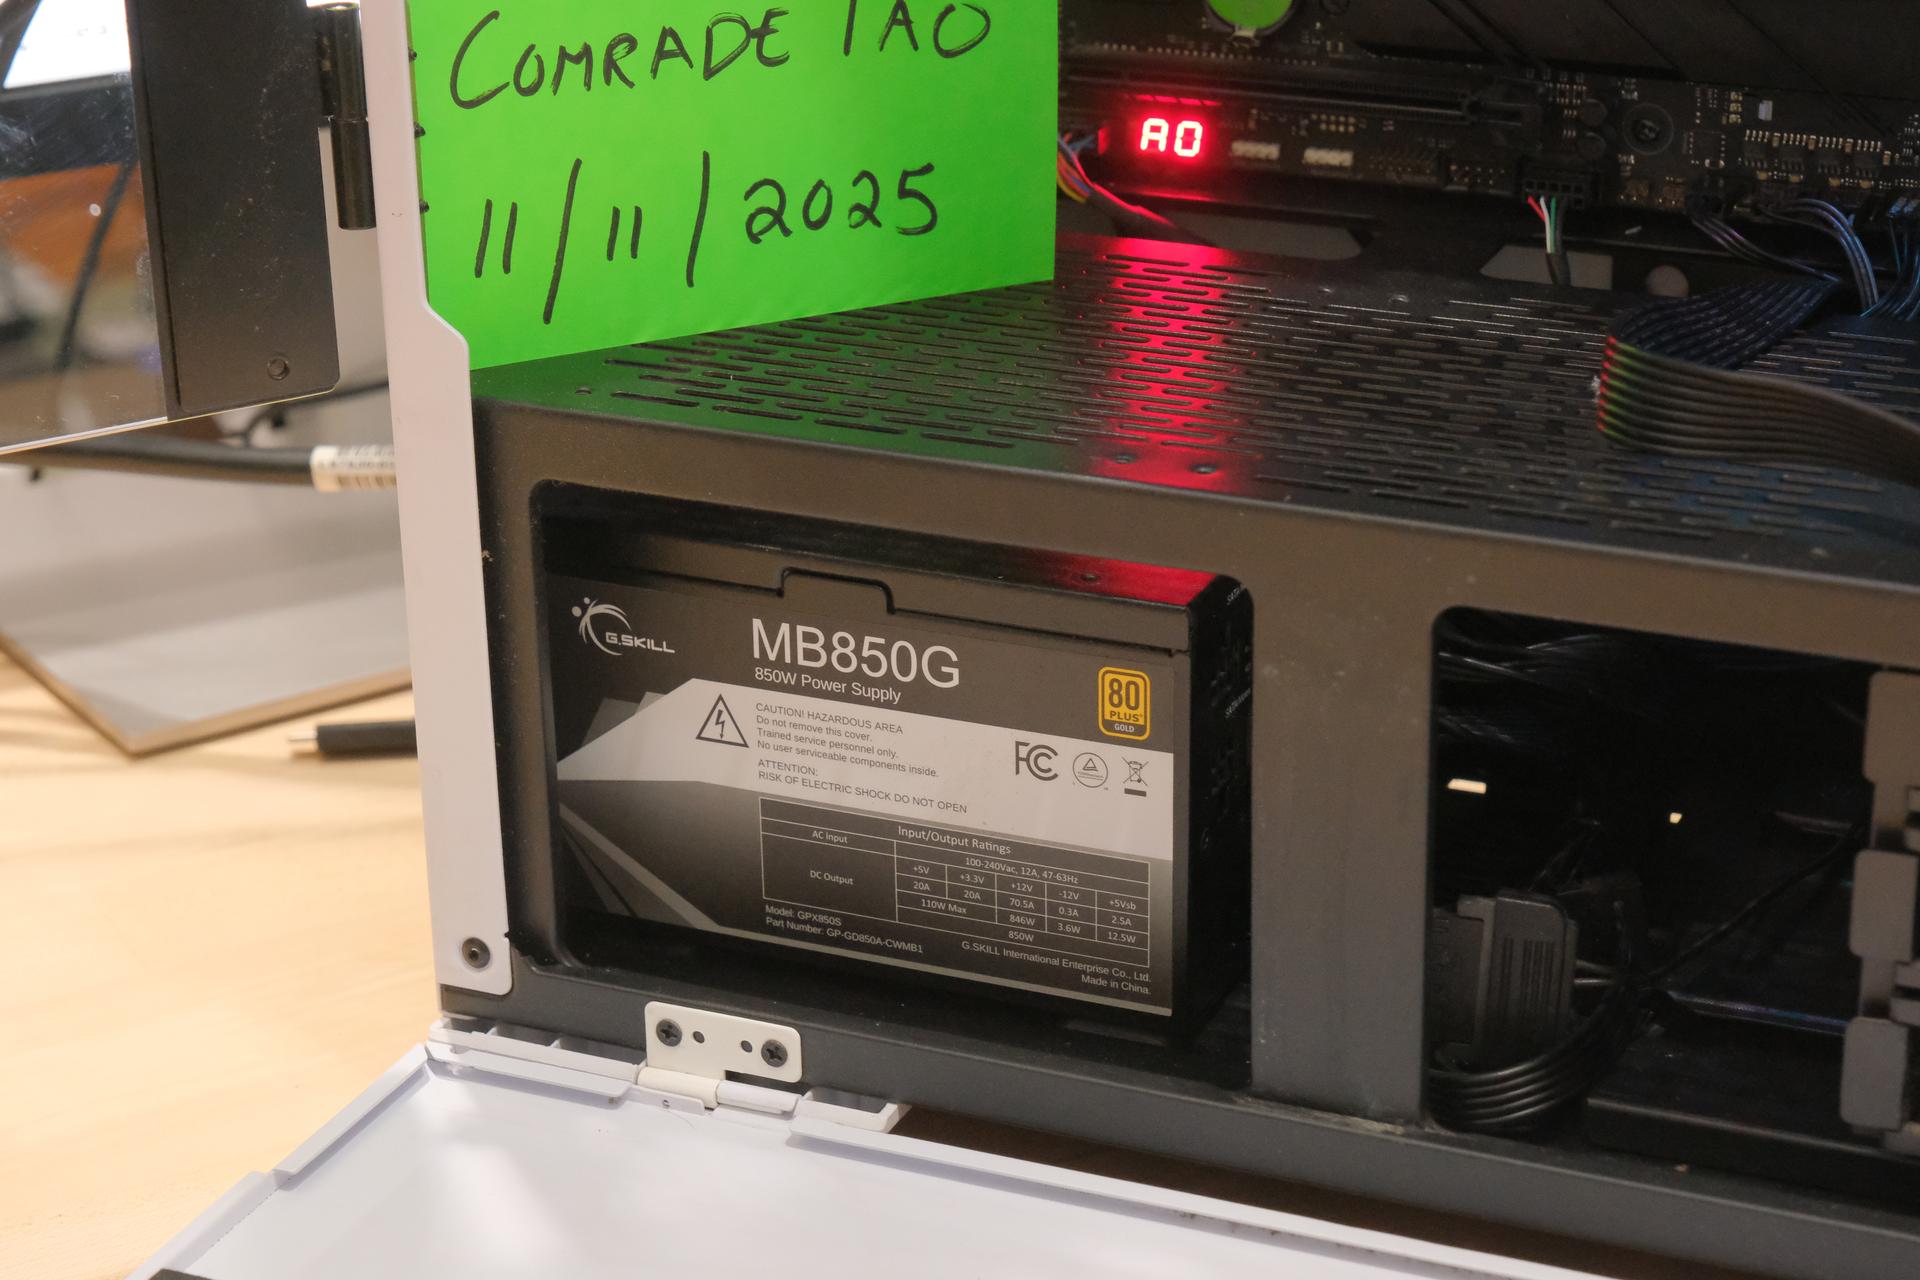 COMRADE TAO
11/11/2025
A0
G.SKILL
MB850G
850W Power Supply
80
PLUS
GOLD
CAUTION! HAZARDOUS AREA
Do not remove this cover.
Trained service personnel only.
No user serviceable components inside.
ATTENTION:
RISK OF ELECTRIC SHOCK DO NOT OPEN
FC
Input/Output Ratings
AC Input 100-240Vac, 12A, 47-63Hz
DC Output +5V +3.3V +12V -12V +5Vsb
20A 20A 70.5A 0.3A 2.5A
110W Max 846W 3.6W 12.5W
850W
Model: GPX850S
Part Number: GP-GD850A-CWMB1
G.SKILL International Enterprise Co., Ltd.
Made in China.